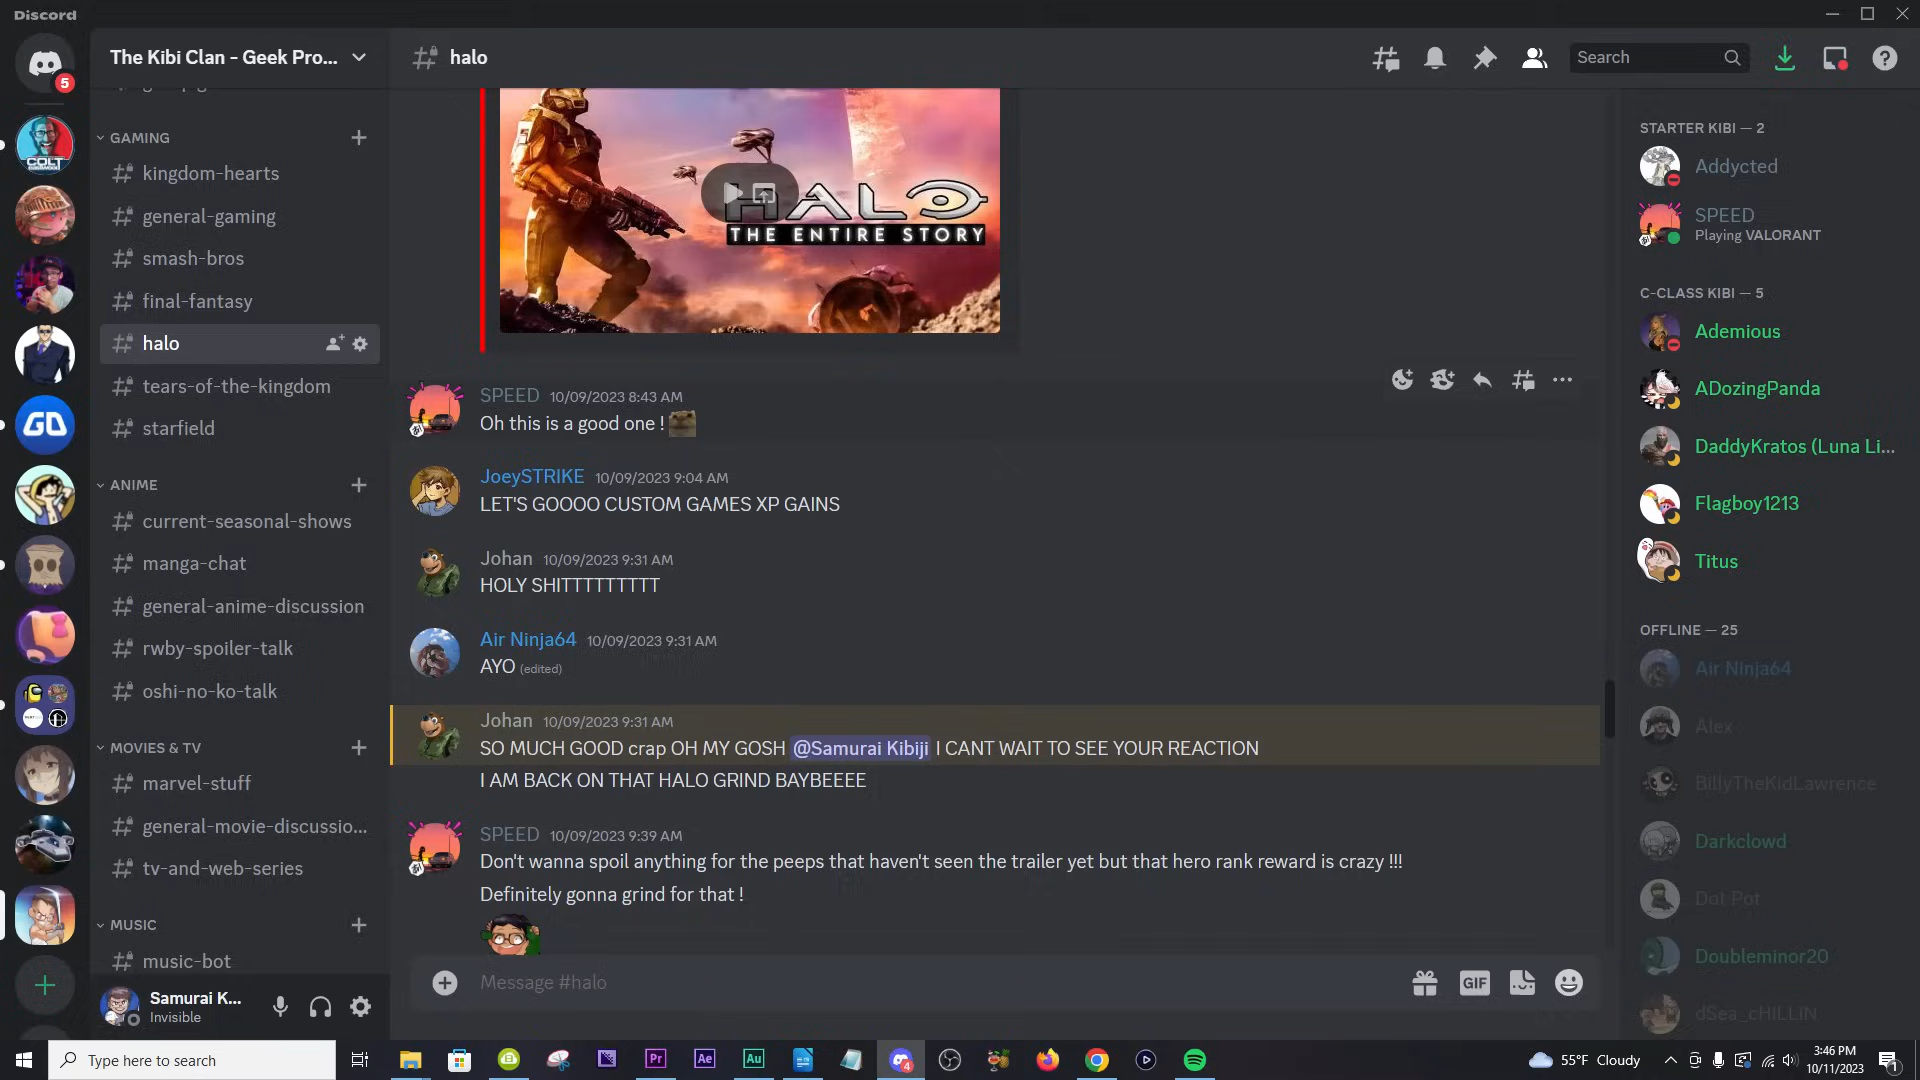 Discord
The Kibi Clan - Geek Pro...
halo
Search
5
GAMING
kingdom-hearts
general-gaming
smash-bros
final-fantasy
halo
tears-of-the-kingdom
starfield
ANIME
current-seasonal-shows
manga-chat
general-anime-discussion
rwby-spoiler-talk
oshi-no-ko-talk
MOVIES & TV
marvel-stuff
general-movie-discussio...
tv-and-web-series
MUSIC
music-bot
Samurai K...
Invisible
COLT
GD
HALO
THE ENTIRE STORY
SPEED 10/09/2023 8:43 AM
Oh this is a good one !
JoeySTRIKE 10/09/2023 9:04 AM
LET'S GOOOO CUSTOM GAMES XP GAINS
Johan 10/09/2023 9:31 AM
HOLY SHITTTTTTTTT
Air Ninja64 10/09/2023 9:31 AM
AYO (edited)
Johan 10/09/2023 9:31 AM
SO MUCH GOOD crap OH MY GOSH @Samurai Kibiji I CANT WAIT TO SEE YOUR REACTION
I AM BACK ON THAT HALO GRIND BAYBEEEE
SPEED 10/09/2023 9:39 AM
Don't wanna spoil anything for the peeps that haven't seen the trailer yet but that hero rank reward is crazy !!!
Definitely gonna grind for that !
Message #halo
GIF
STARTER KIBI — 2
Addycted
SPEED
Playing VALORANT
C-CLASS KIBI — 5
Ademious
ADozingPanda
DaddyKratos (Luna Li...
Flagboy1213
Titus
OFFLINE — 25
Air Ninja64
Alex
BillyTheKidLawrence
Darkclowd
Dot Pot
Doubleminor20
dSea_cHILLiN
Type here to search
Pr
Ae
Au
4
55°F Cloudy
3:46 PM
10/11/2023
1